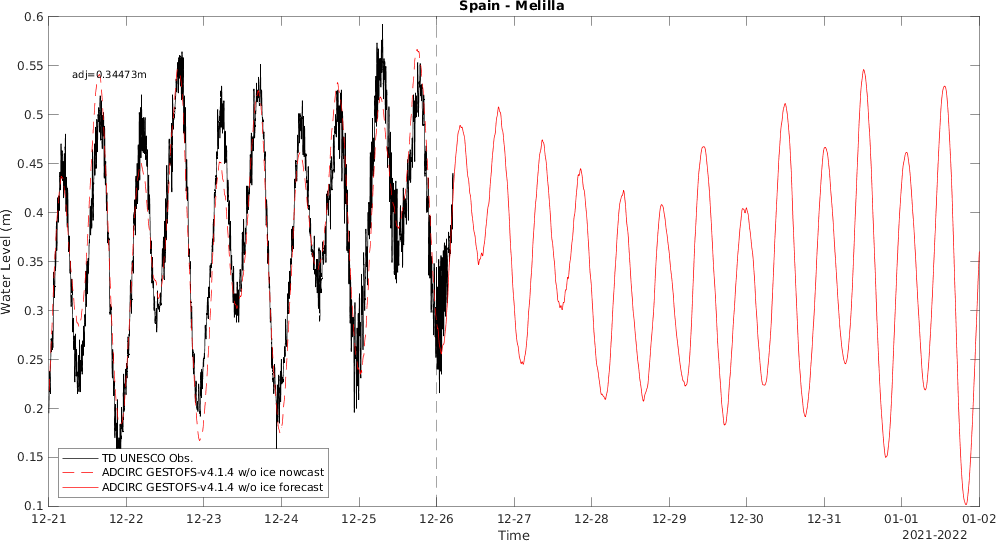 Spain - Melilla
0.6
0.55
adj=0.34473m
0.5
0.45
0.4
Water Level (m)
0.35
0.3
0.25
0.2
0.15
0.1
TD UNESCO Obs.
ADCIRC GESTOFS-v4.1.4 w/o ice nowcast
ADCIRC GESTOFS-v4.1.4 w/o ice forecast
12-21 12-22 12-23 12-24 12-25 12-26 12-27 12-28 12-29 12-30 12-31 01-01 01-02
Time
2021-2022